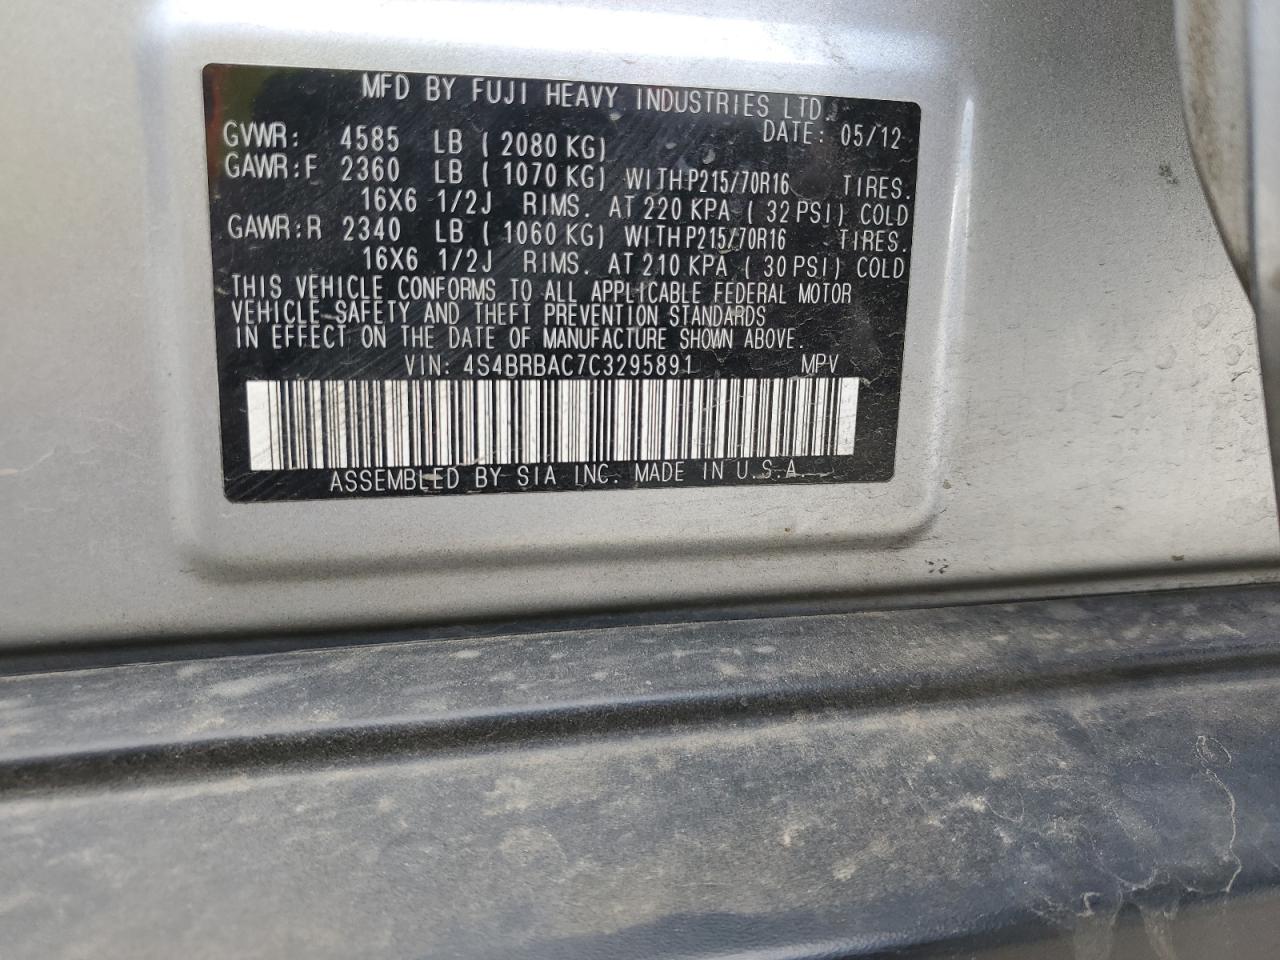 MFD BY FUJI HEAVY INDUSTRIES LTD.
DATE: 05/12
GVWR: 4585 LB ( 2080 KG)
GAWR:F 2360 LB ( 1070 KG) WITH P215/70R16 TIRES.
16X6 1/2J RIMS. AT 220 KPA ( 32 PSI) COLD
GAWR:R 2340 LB ( 1060 KG) WITH P215/70R16 TIRES.
16X6 1/2J RIMS. AT 210 KPA ( 30 PSI) COLD
THIS VEHICLE CONFORMS TO ALL APPLICABLE FEDERAL MOTOR
VEHICLE SAFETY AND THEFT PREVENTION STANDARDS
IN EFFECT ON THE DATE OF MANUFACTURE SHOWN ABOVE.
VIN: 4S4BRBAC7C3295891 MPV
ASSEMBLED BY SIA INC. MADE IN U.S.A.